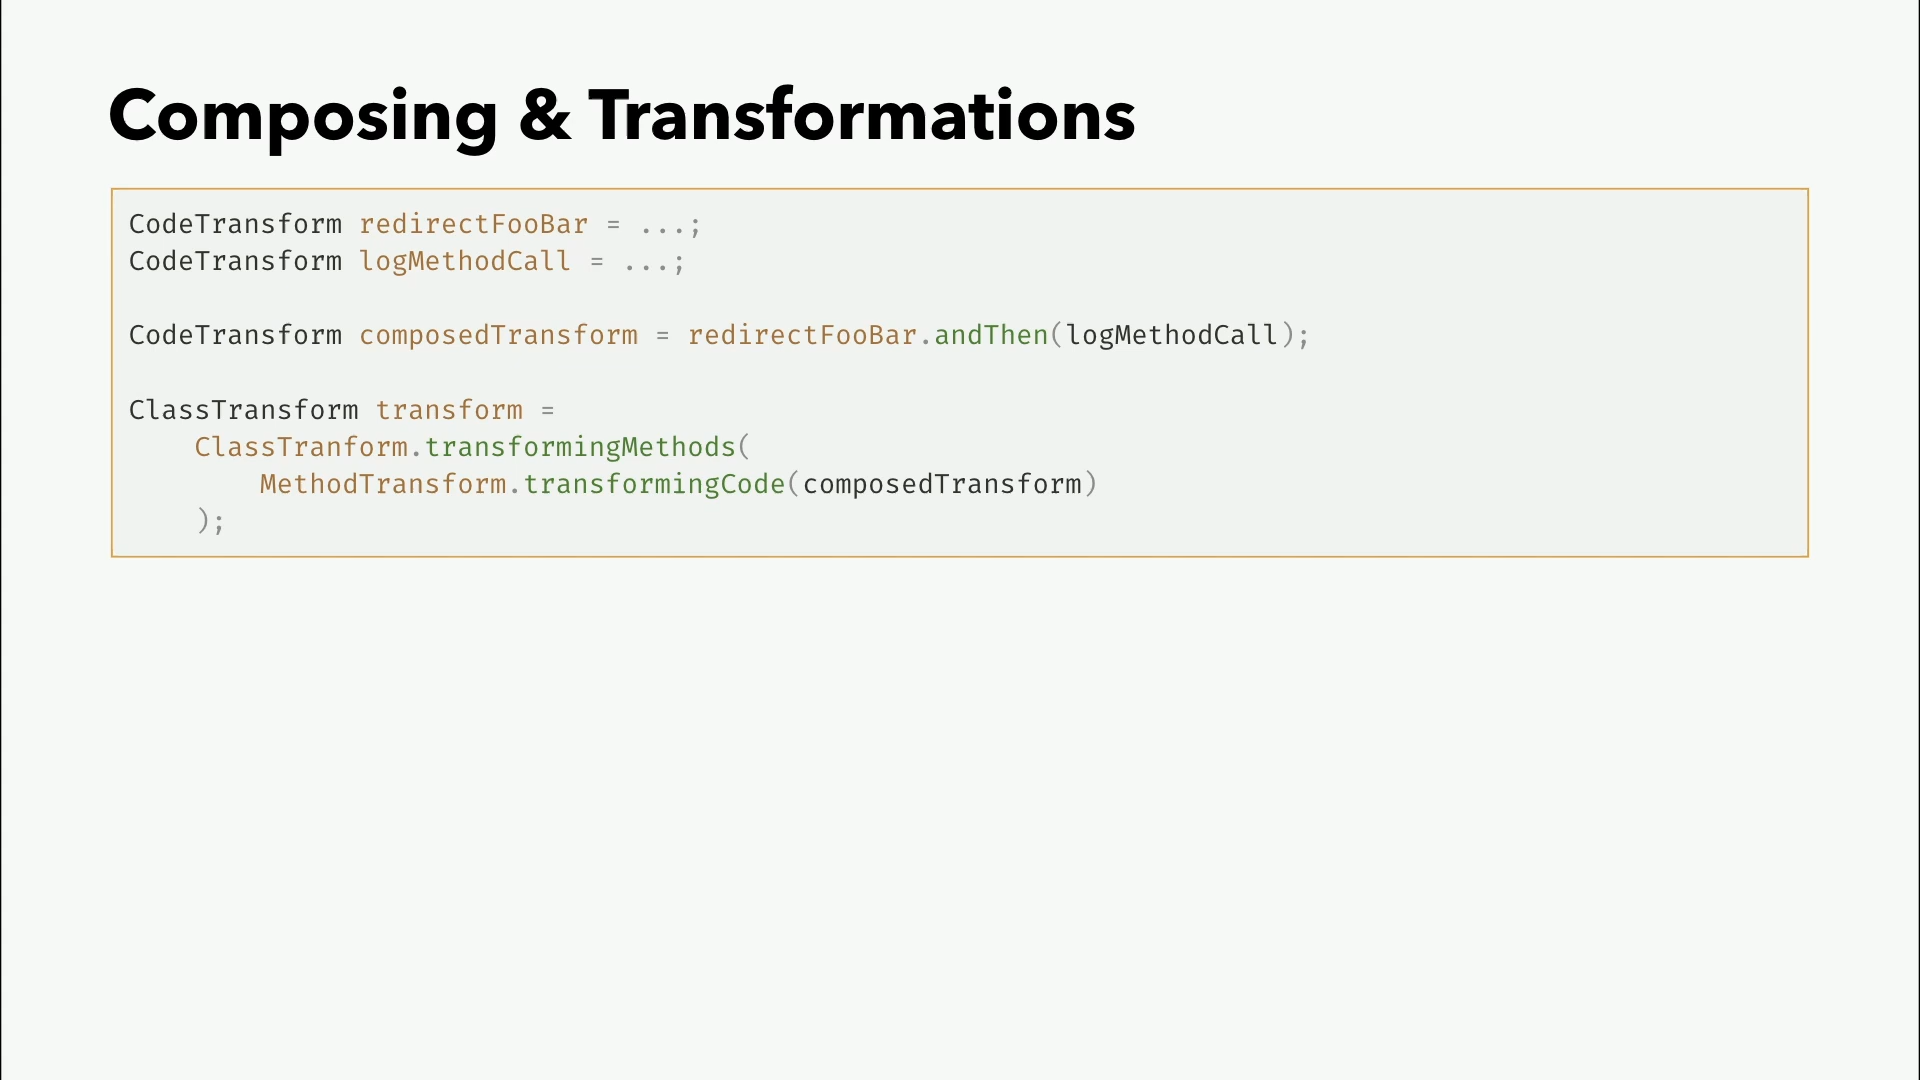 Composing & Transformations
CodeTransform redirectFooBar = ...;
CodeTransform logMethodCall = ...;
CodeTransform composedTransform = redirectFooBar.andThen(logMethodCall);
ClassTransform transform =
    ClassTranform.transformingMethods(
        MethodTransform.transformingCode(composedTransform)
    );